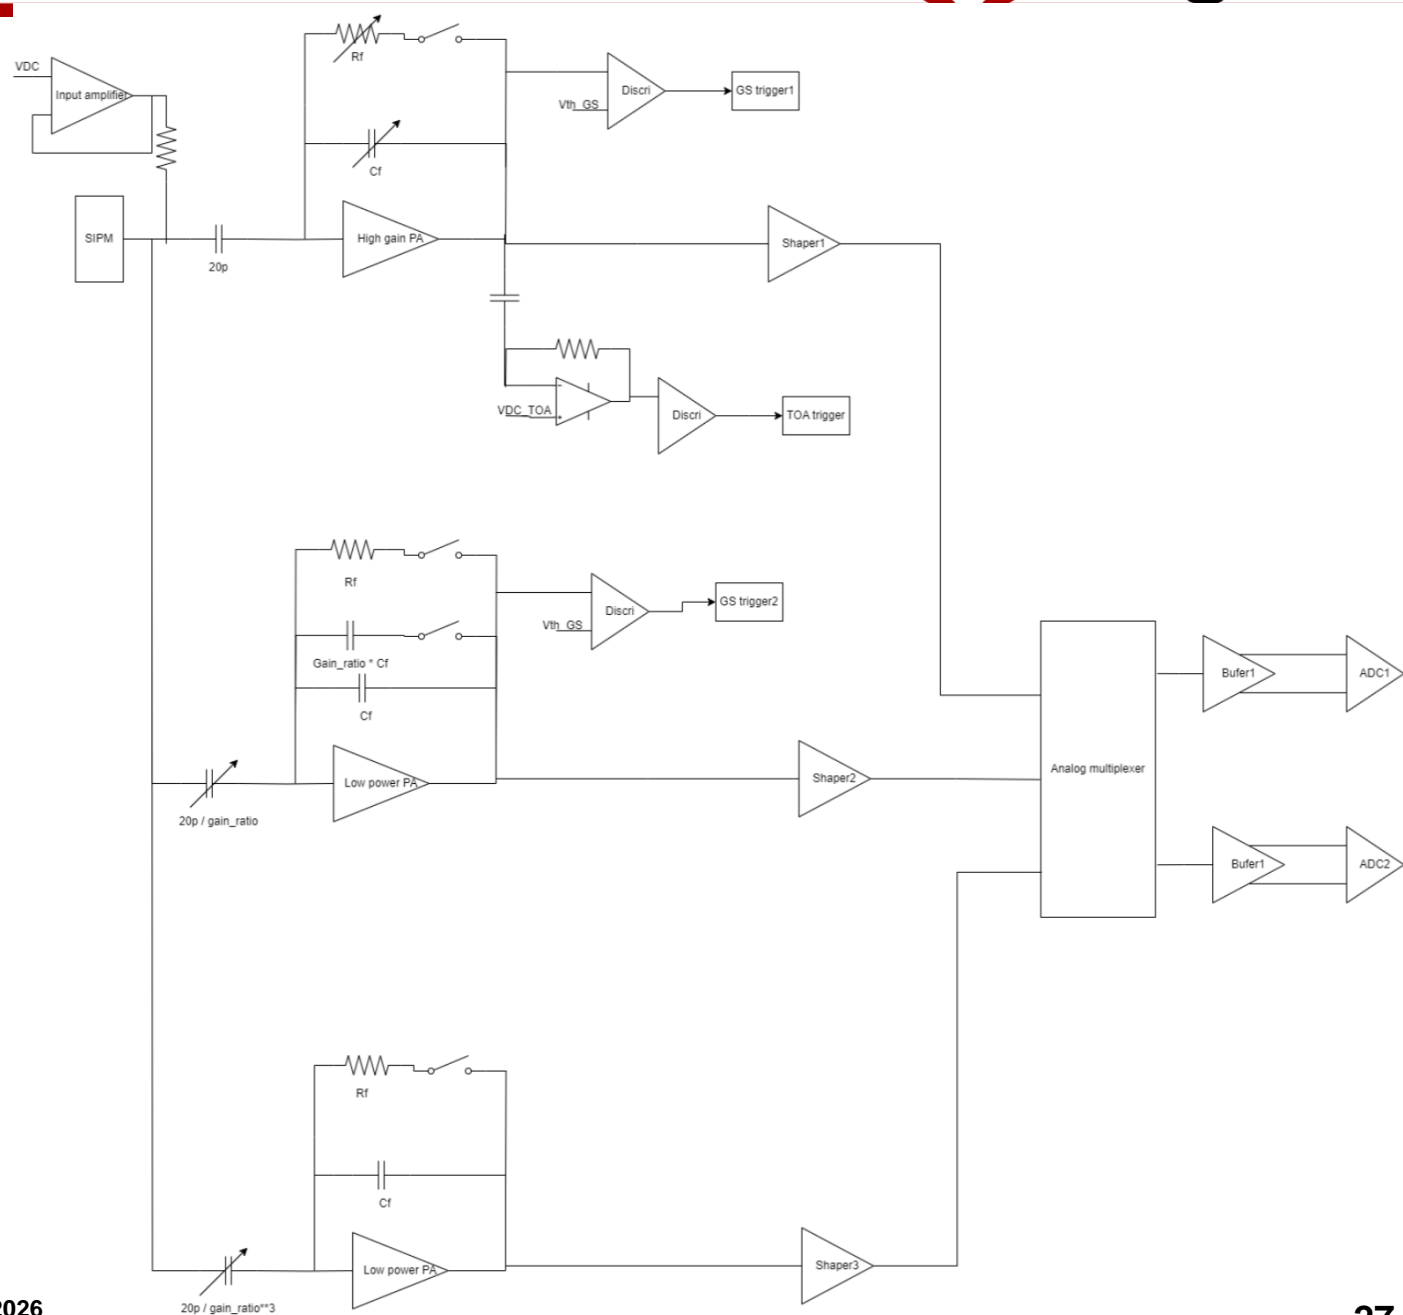 Rf
VDC
Input amplifier
Discri
GS trigger1
Vth_GS
Cf
SIPM
High gain PA
Shaper1
20p
VDC_TOA
Discri
TOA trigger
Rf
Discri
GS trigger2
Vth_GS
Gain_ratio * Cf
Cf
Bufer1
ADC1
Analog multiplexer
Low power PA
Shaper2
20p / gain_ratio
Bufer1
ADC2
Rf
Cf
Low power PA
Shaper3
20p / gain_ratio**3